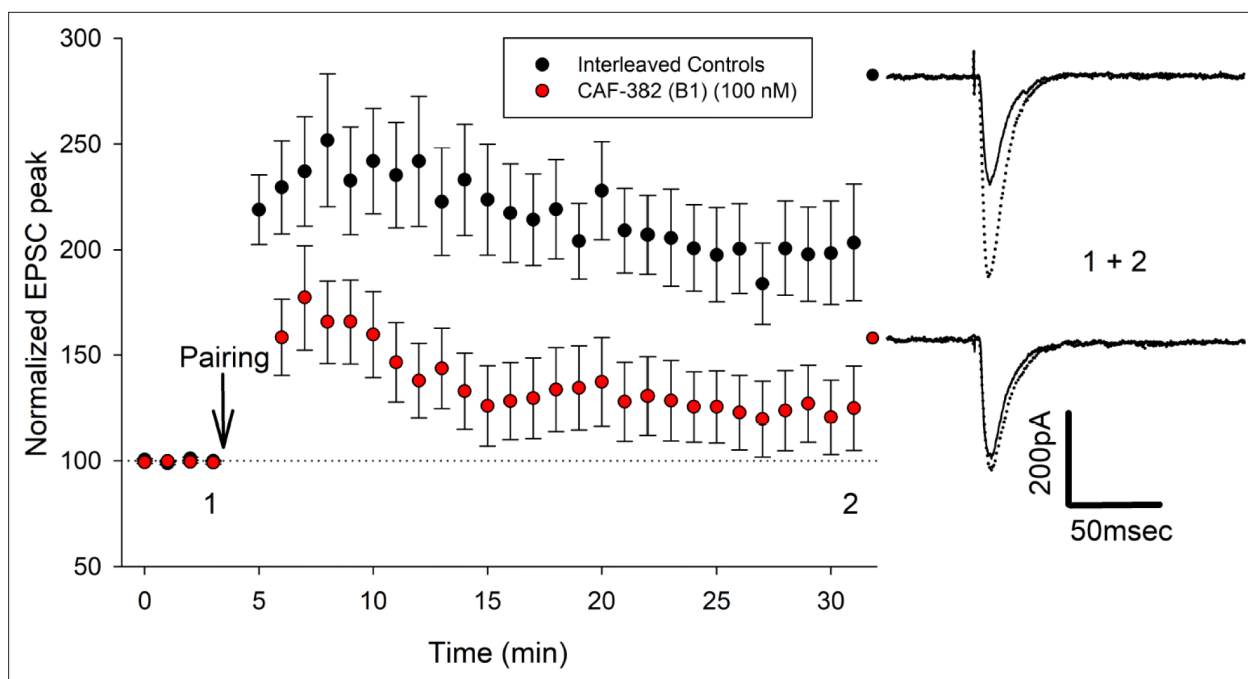 300
250
200
150
100
50
Normalized EPSC peak
Interleaved Controls
CAF-382 (B1) (100 nM)
Pairing
1
2
0
5
10
15
20
25
30
Time (min)
1 + 2
200pA
50msec